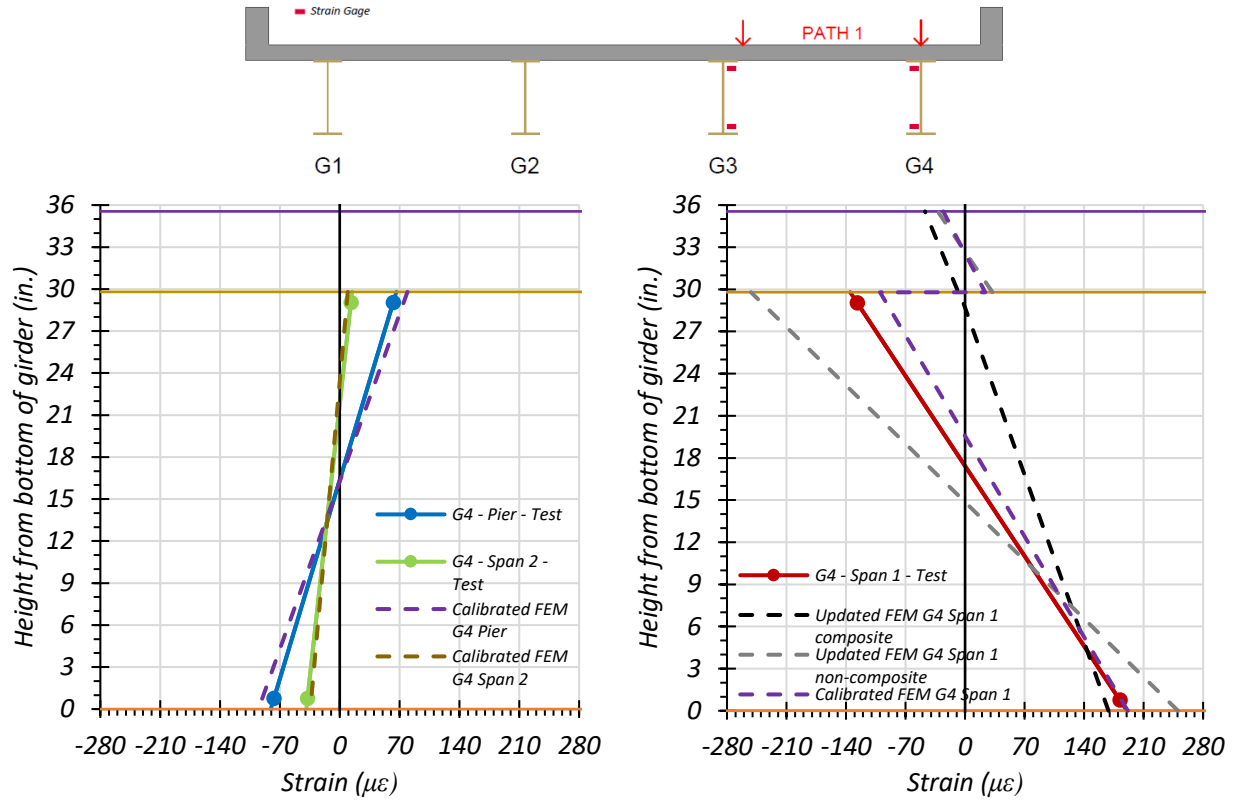 Strain Gage
PATH 1
G1
G2
G3
G4
Height from bottom of girder (in.)
36
33
30
27
24
21
18
15
12
9
6
3
0
-280 -210 -140 -70 0 70 140 210 280
Strain (με)
G4 - Pier - Test
G4 - Span 2 -
Test
Calibrated FEM
G4 Pier
Calibrated FEM
G4 Span 2
Height from bottom of girder (in.)
36
33
30
27
24
21
18
15
12
9
6
3
0
-280 -210 -140 -70 0 70 140 210 280
Strain (με)
G4 - Span 1 - Test
Updated FEM G4 Span 1
composite
Updated FEM G4 Span 1
non-composite
Calibrated FEM G4 Span 1